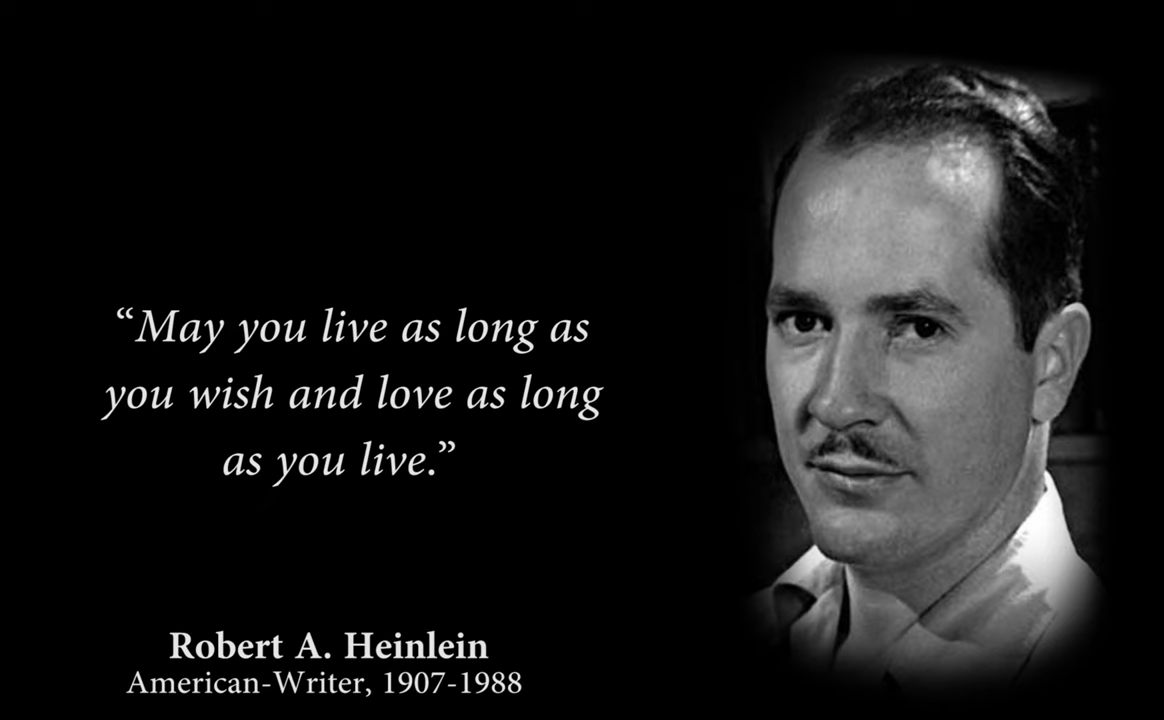 “May you live as long as
you wish and love as long
as you live.”
Robert A. Heinlein
American-Writer, 1907-1988